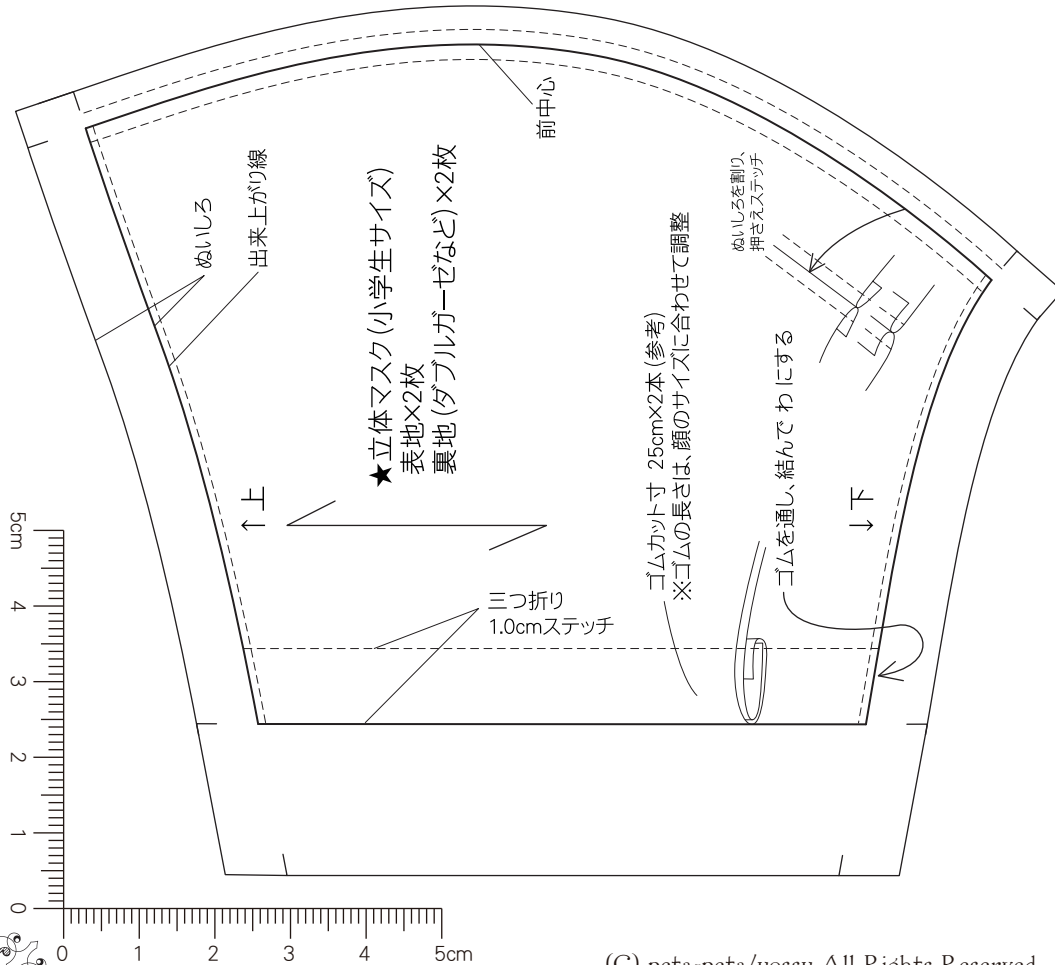 ★立体マスク(小学生サイズ)
表地×2枚
裏地(ダブルガーゼなど)×2枚
前中心
ぬいしろ
出来上がり線
ぬいしろを割り、
押さえステッチ
ゴムカット寸 25cm×2本(参考)
※ゴムの長さは、顔のサイズに合わせて調整
ゴムを通し、結んで わ にする
↑上
↓下
三つ折り
1.0cmステッチ
5cm
4
3
2
1
0
0 1 2 3 4 5cm
(C) peta-peta/yossy All Rights Reserved